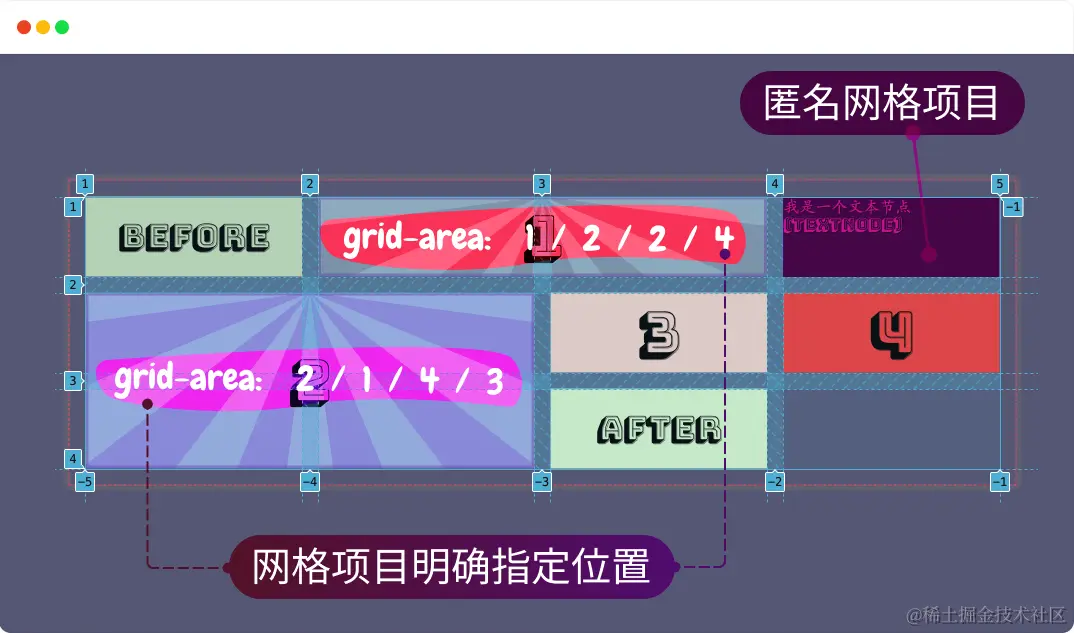 匿名网格项目
1 2 3 4 5
1 -1
BEFORE
grid-area: 1 / 2 / 2 / 4
1
我是一个文本节点
[TEXTNODE]
2
3
4
grid-area: 2 / 1 / 4 / 3
2
3
AFTER
4
-5 -4 -3 -2 -1
网格项目明确指定位置
@稀土掘金技术社区